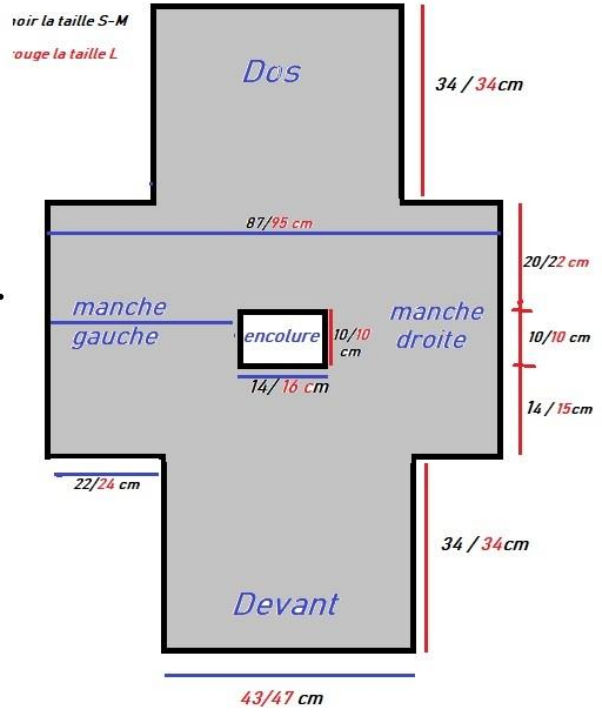 noir la taille S-M
rouge la taille L
Dos
34 / 34cm
87/95 cm
20/22 cm
manche
gauche
encolure
10/10
cm
manche
droite
10/10 cm
14/ 16 cm
14 / 15cm
22/24 cm
34 / 34cm
Devant
43/47 cm